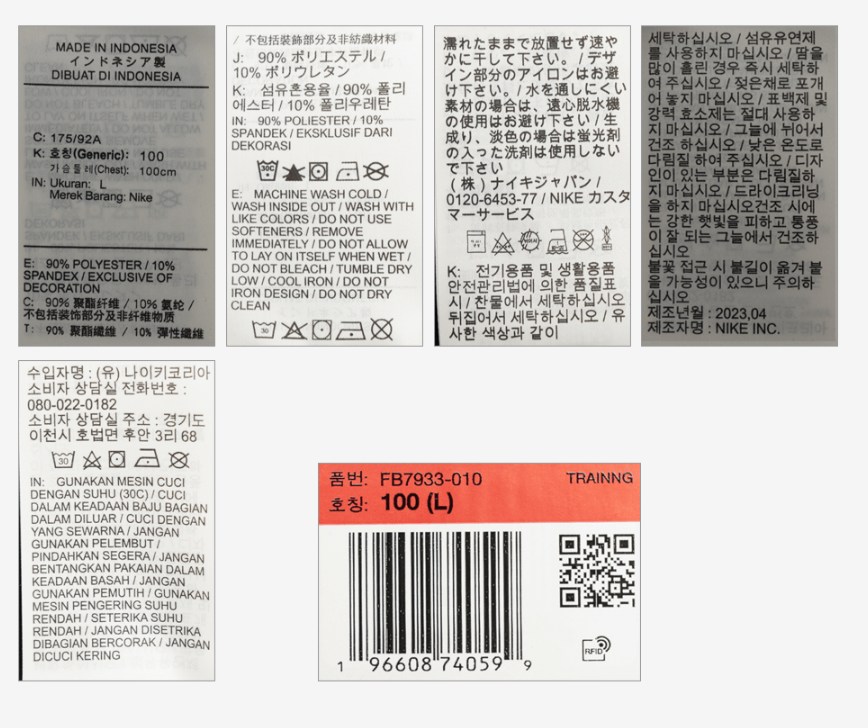 MADE IN INDONESIA
インドネシア製
DIBUAT DI INDONESIA
C: 175/92A
K: 호칭(Generic): 100
가슴둘레(Chest): 100cm
IN: Ukuran: L
Merek Barang: Nike
E: 90% POLYESTER / 10%
SPANDEX / EXCLUSIVE OF
DECORATION
C: 90% 聚酯纤维 / 10% 氨纶 /
不包括装饰部分及非纤维物质
T: 90% 聚酯纖維 / 10% 彈性纖維
/ 不包括裝飾部分及非紡織材料
J: 90% ポリエステル /
10% ポリウレタン
K: 섬유혼용율 / 90% 폴리
에스터 / 10% 폴리우레탄
IN: 90% POLIESTER / 10%
SPANDEK / EKSKLUSIF DARI
DEKORASI
30C
E: MACHINE WASH COLD /
WASH INSIDE OUT / WASH WITH
LIKE COLORS / DO NOT USE
SOFTENERS / REMOVE
IMMEDIATELY / DO NOT ALLOW
TO LAY ON ITSELF WHEN WET /
DO NOT BLEACH / TUMBLE DRY
LOW / COOL IRON / DO NOT
IRON DESIGN / DO NOT DRY
CLEAN
30
濡れたままで放置せず速や
かに干して下さい。 / デザ
イン部分のアイロンはお避
け下さい。 / 水を通しにくい
素材の場合は、遠心脱水機
の使用はお避け下さい / 生
成り、淡色の場合は蛍光剤
の入った洗剤は使用しない
で下さい
(株) ナイキジャパン /
0120-6453-77 / NIKE カスタ
マーサービス
K: 전기용품 및 생활용품
안전관리법에 의한 품질표
시 / 찬물에서 세탁하십시오
뒤집어서 세탁하십시오 / 유
사한 색상과 같이
세탁하십시오 / 섬유유연제
를 사용하지 마십시오 / 땀을
많이 흘린 경우 즉시 세탁하
여 주십시오 / 젖은채로 포개
어 놓지 마십시오 / 표백제 및
강력 효소제는 절대 사용하
지 마십시오 / 그늘에 뉘어서
건조 하십시오 / 낮은 온도로
다림질 하여 주십시오 / 디자
인이 있는 부분은 다림질하
지 마십시오 / 드라이크리닝
을 하지 마십시오건조 시에
는 강한 햇빛을 피하고 통풍
이 잘 되는 그늘에서 건조하
십시오
불꽃 접근 시 불길이 옮겨 붙
을 가능성이 있으니 주의하
십시오
제조년월 : 2023,04
제조자명 : NIKE INC.
수입자명 : (유) 나이키코리아
소비자 상담실 전화번호 :
080-022-0182
소비자 상담실 주소 : 경기도
이천시 호법면 후안 3리 68
30
IN: GUNAKAN MESIN CUCI
DENGAN SUHU (30C) / CUCI
DALAM KEADAAN BAJU BAGIAN
DALAM DILUAR / CUCI DENGAN
YANG SEWARNA / JANGAN
GUNAKAN PELEMBUT /
PINDAHKAN SEGERA / JANGAN
BENTANGKAN PAKAIAN DALAM
KEADAAN BASAH / JANGAN
GUNAKAN PEMUTIH / GUNAKAN
MESIN PENGERING SUHU
RENDAH / SETERIKA SUHU
RENDAH / JANGAN DISETRIKA
DIBAGIAN BERCORAK / JANGAN
DICUCI KERING
품번: FB7933-010 TRAINNG
호칭: 100 (L)
1 96608 74059 9
RFID